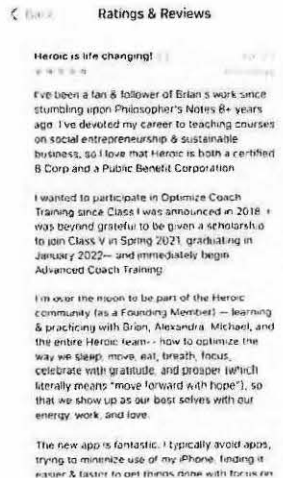 Ratings & Reviews
Heroic is life changing!
I've been a fan & follower of Brian's work since
stumbling upon Philosopher's Notes 8+ years
ago. I've devoted my career to teaching courses
on social entrepreneurship & sustainable
business, so I love that Heroic is both a certified
B Corp and a Public Benefit Corporation
I wanted to participate in Optimize Coach
Training since Class I was announced in 2018. I
was beyond grateful to be given a scholarship
to join Class V in Spring 2021, graduating in
January 2022-- and immediately begin
Advanced Coach Training.
I'm over the moon to be part of the Heroic
community (as a Founding Member) — learning
& practicing with Brian, Alexandra, Michael, and
the entire Heroic team-- how to optimize the
way we sleep, move, eat, breath, focus,
celebrate with gratitude, and prosper (which
literally means "move forward with hope"), so
that we show up as our best selves with our
energy, work, and love.
The new app is fantastic. I typically avoid apps,
trying to minimize use of my iPhone, finding it
easier & faster to get things done with